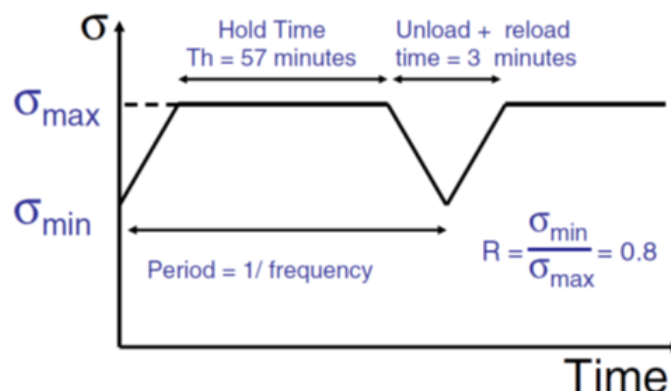 σ
Hold Time
Th = 57 minutes
Unload + reload
time = 3 minutes
σmax
σmin
Period = 1/ frequency
R = σmin/σmax = 0.8
Time